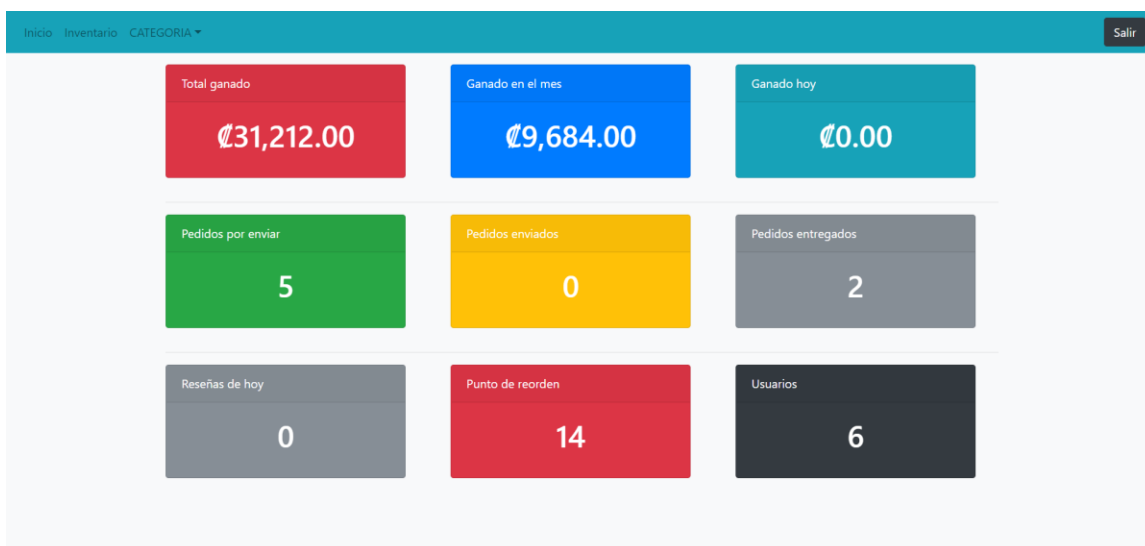 Inicio Inventario CATEGORIA Salir
Total ganado Ganado en el mes Ganado hoy
₡31,212.00 ₡9,684.00 ₡0.00
Pedidos por enviar Pedidos enviados Pedidos entregados
5 0 2
Reseñas de hoy Punto de reorden Usuarios
0 14 6